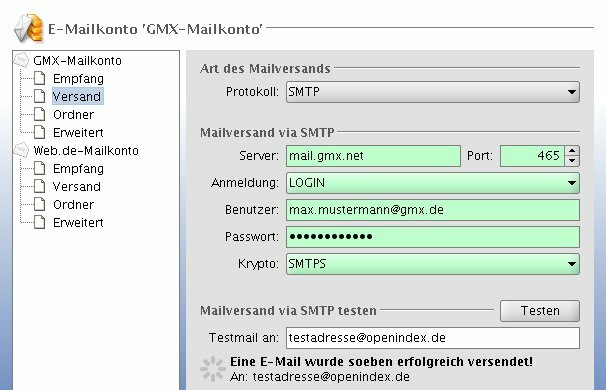 E-Mailkonto 'GMX-Mailkonto'
GMX-Mailkonto
Empfang
Versand
Ordner
Erweitert
Web.de-Mailkonto
Empfang
Versand
Ordner
Erweitert
Art des Mailversands
Protokoll: SMTP
Mailversand via SMTP
Server: mail.gmx.net Port: 465
Anmeldung: LOGIN
Benutzer: max.mustermann@gmx.de
Passwort: ●●●●●●●●●●●●
Krypto: SMTPS
Mailversand via SMTP testen Testen
Testmail an: testadresse@openindex.de
Eine E-Mail wurde soeben erfolgreich versendet!
An: testadresse@openindex.de